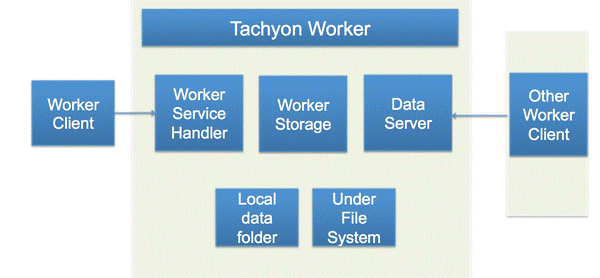 Tachyon Worker
Worker
Client
Worker
Service
Handler
Worker
Storage
Data
Server
Other
Worker
Client
Local
data
folder
Under
File
System